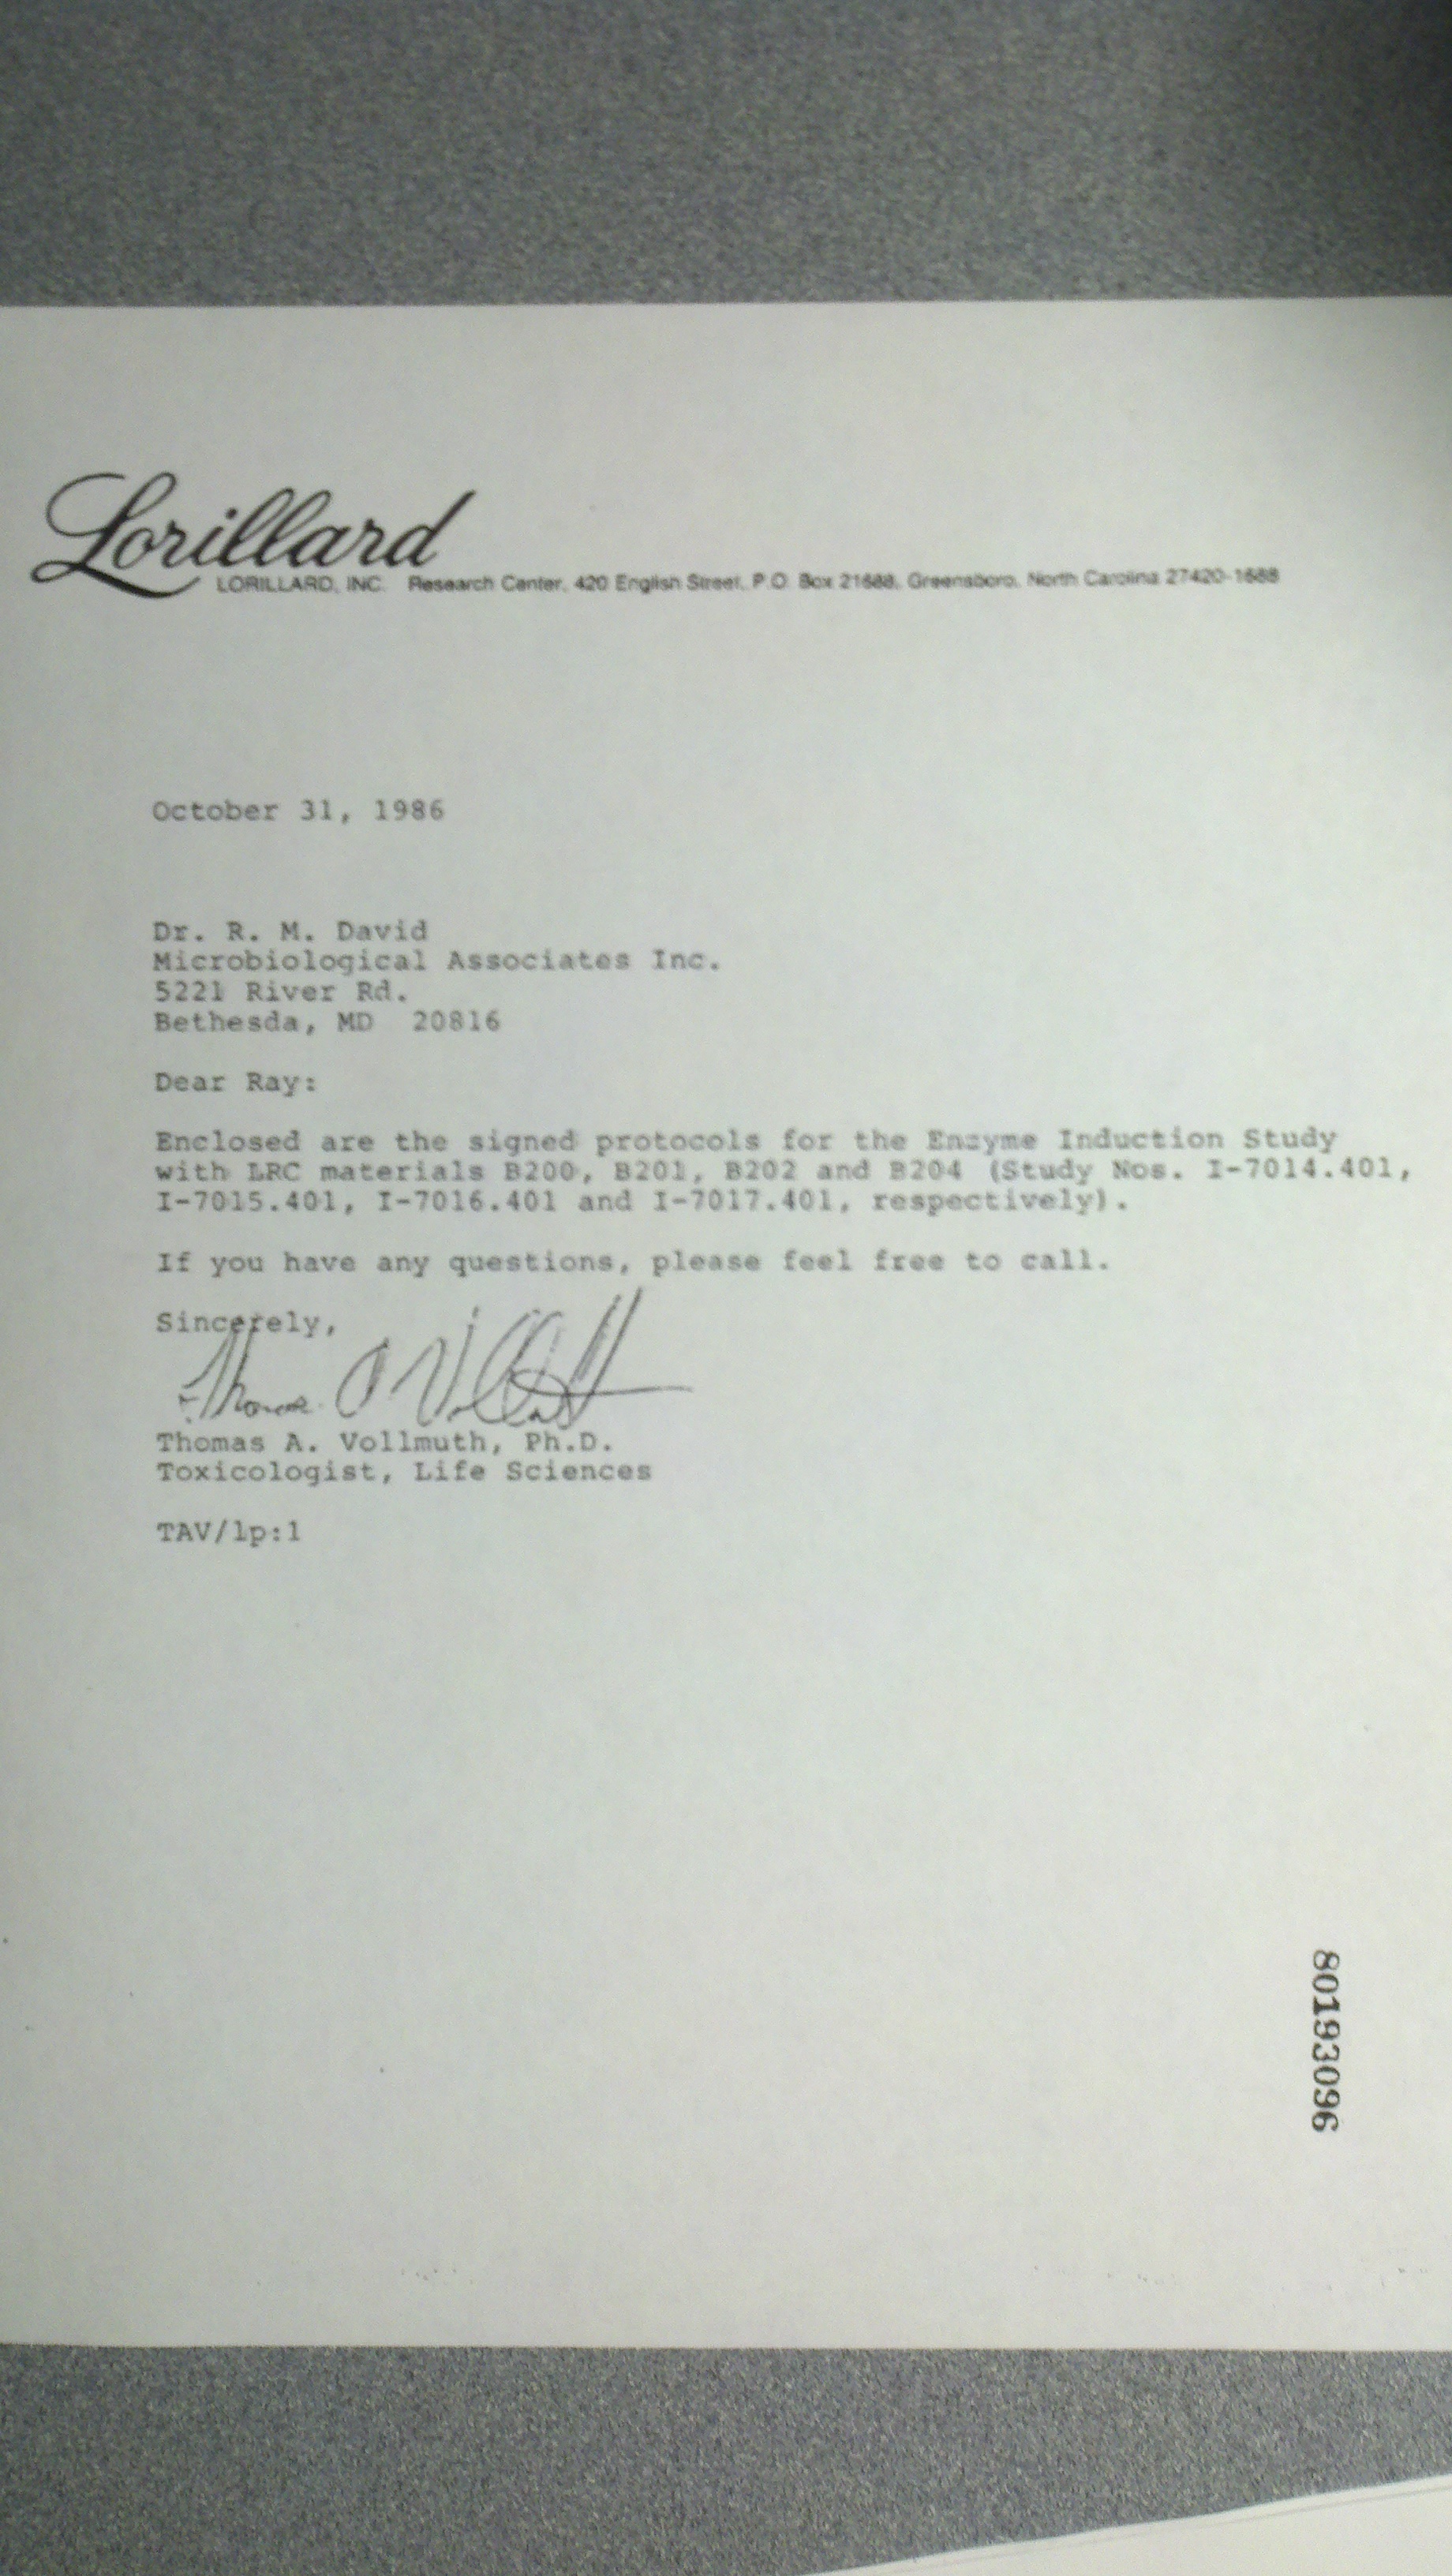 Lorillard
LORILLARD, INC. Research Center, 420 English Street, P.O. Box 21688, Greensboro, North Carolina 27420-1688
October 31, 1986
Dr. R. M. David
Microbiological Associates Inc.
5221 River Rd.
Bethesda, MD  20816
Dear Ray:
Enclosed are the signed protocols for the Enzyme Induction Study
with LRC materials B200, B201, B202 and B204 (Study Nos. I-7014.401,
I-7015.401, I-7016.401 and I-7017.401, respectively).
If you have any questions, please feel free to call.
Sincerely,
Thomas A Vollmuth
Thomas A. Vollmuth, Ph.D.
Toxicologist, Life Sciences
TAV/lp:1
80193096